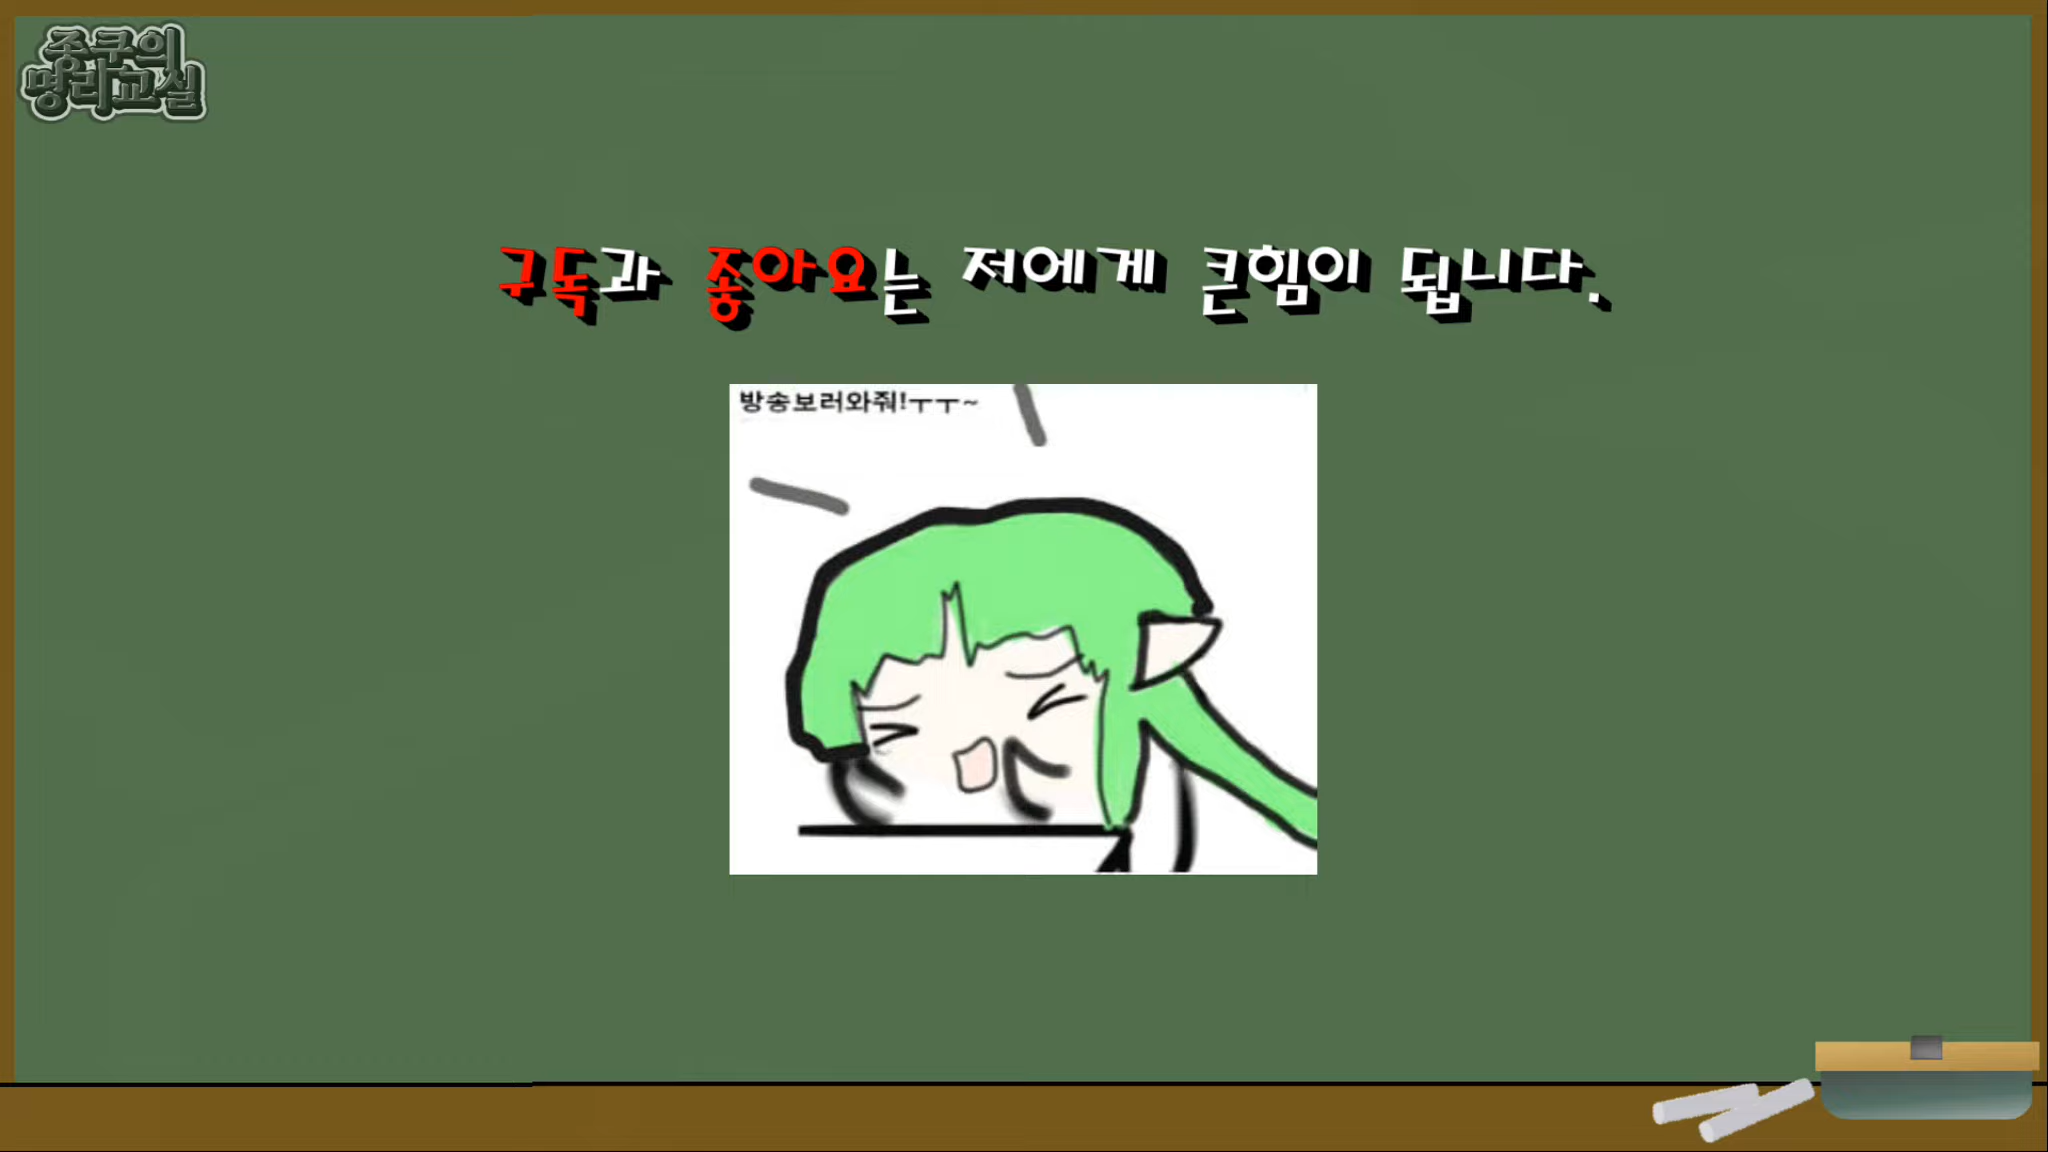 종쿠의
명리교실
구독과 좋아요는 저에게 큰힘이 됩니다.
방송보러와줘!ㅜㅜ~